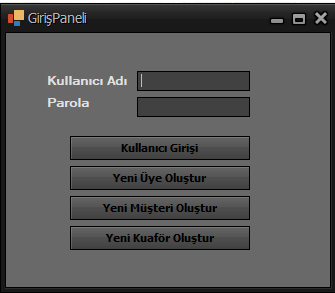 GirişPaneli
Kullanıcı Adı
Parola
Kullanıcı Girişi
Yeni Üye Oluştur
Yeni Müşteri Oluştur
Yeni Kuaför Oluştur